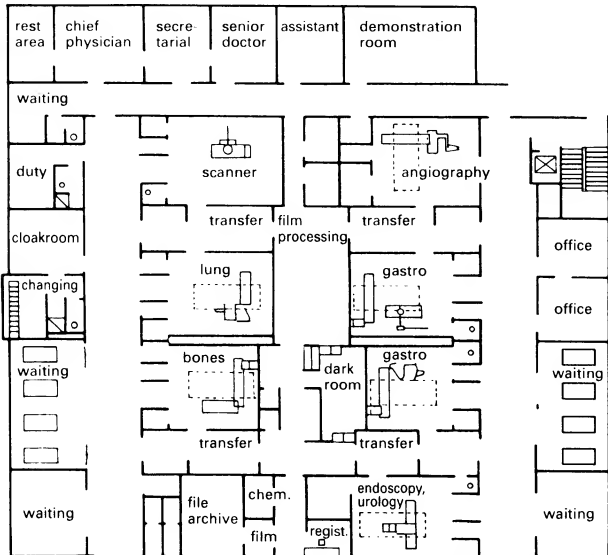 rest
area
chief
physician
secre-
tarial
senior
doctor
assistant
demonstration
room
waiting
duty
scanner
angiography
transfer
film
processing
transfer
cloakroom
office
changing
lung
gastro
office
waiting
bones
dark
room
gastro
waiting
transfer
transfer
waiting
file
archive
chem.
film
regist.
endoscopy,
urology
waiting